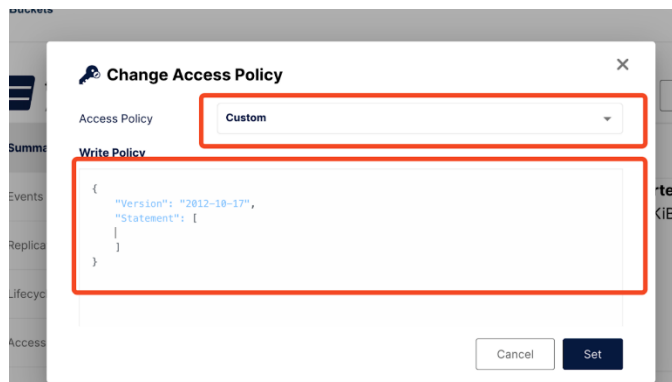 Buckets
Change Access Policy
Access Policy
Custom
Summa
Write Policy
{
"Version": "2012-10-17",
"Statement": [
]
}
Events
Replica
Lifecyc
Access
KiB
Cancel
Set